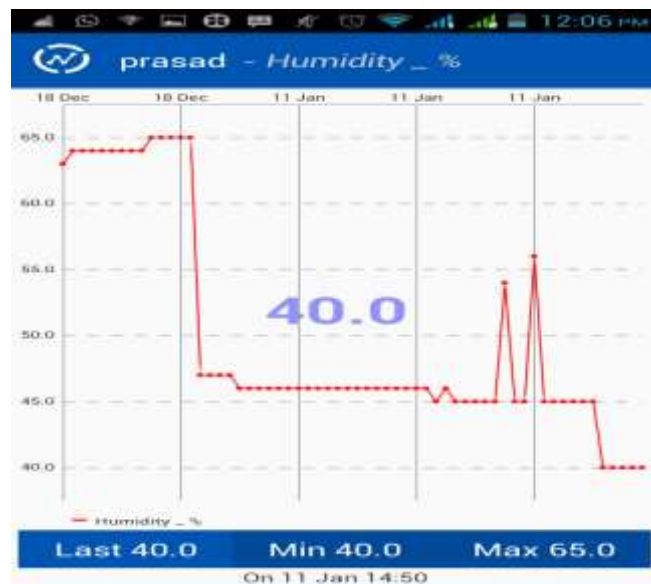 12:06 PM
prasad - Humidity _ %
18 Dec 18 Dec 11 Jan 11 Jan 11 Jan
65.0
60.0
55.0
40.0
50.0
45.0
40.0
Humidity _ %
Last 40.0 Min 40.0 Max 65.0
On 11 Jan 14:50